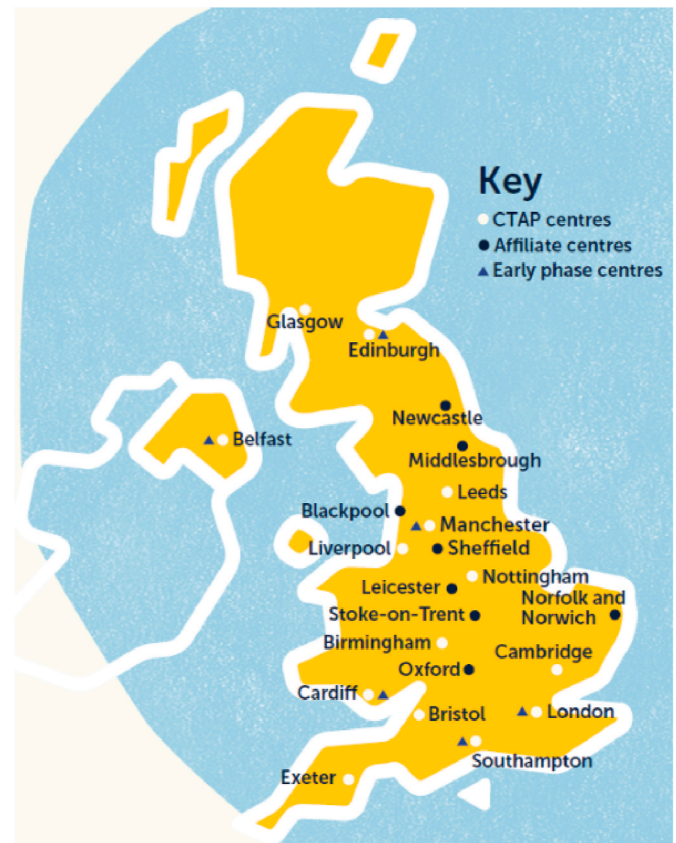 Key
CTAP centres
Affiliate centres
Early phase centres
Glasgow
Edinburgh
Newcastle
Belfast
Middlesbrough
Leeds
Blackpool
Manchester
Liverpool
Sheffield
Nottingham
Leicester
Norfolk and
Norwich
Stoke-on-Trent
Birmingham
Cambridge
Oxford
Cardiff
Bristol
London
Southampton
Exeter